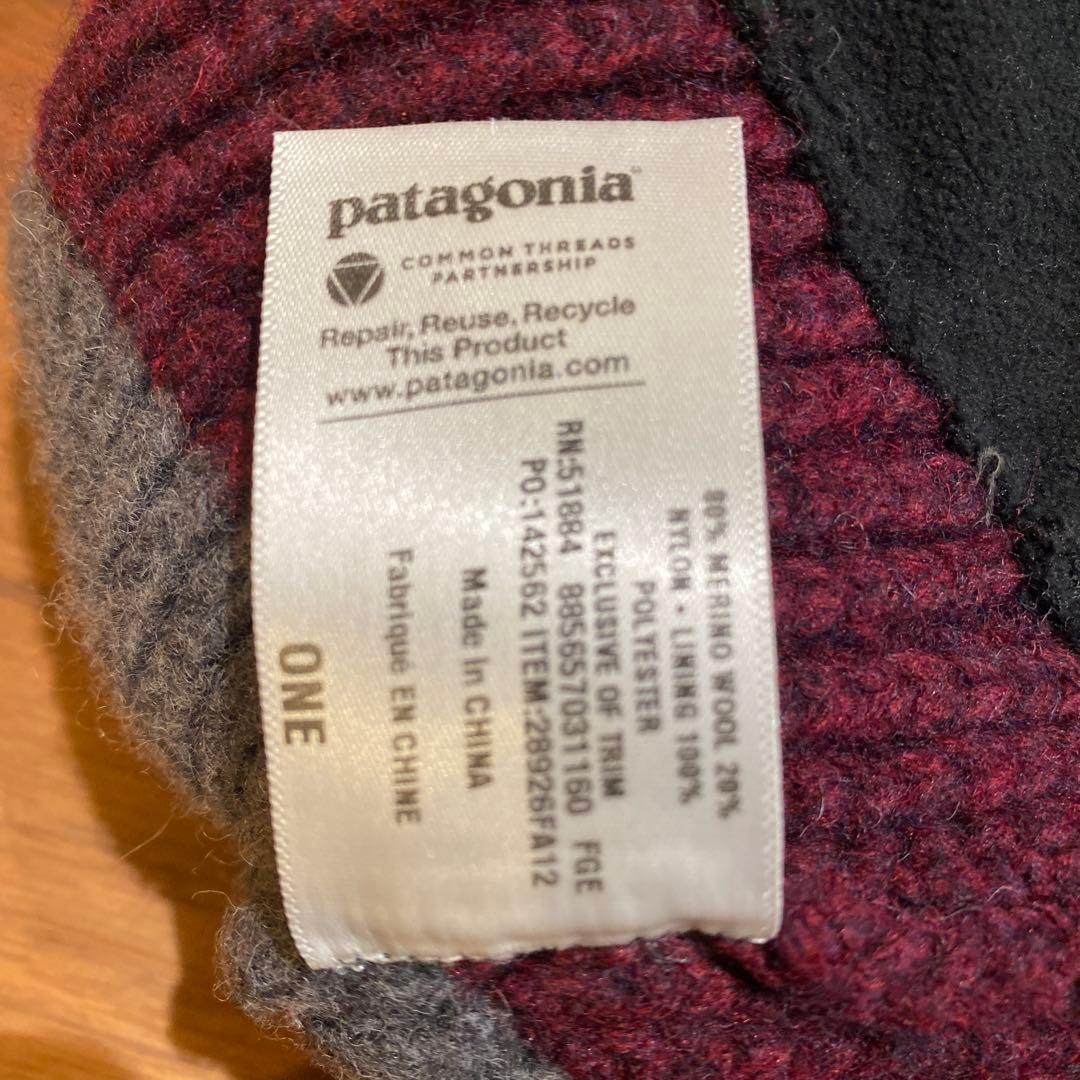 patagonia®
COMMON THREADS
PARTNERSHIP
Repair, Reuse, Recycle
This Product
www.patagonia.com
80% MERINO WOOL 20%
NYLON • LINING 100%
POLYESTER
EXCLUSIVE OF TRIM
RN:51884 885657031160 FGE
PO:142562 ITEM:28926FA12
Made in CHINA
Fabriqué EN CHINE
ONE